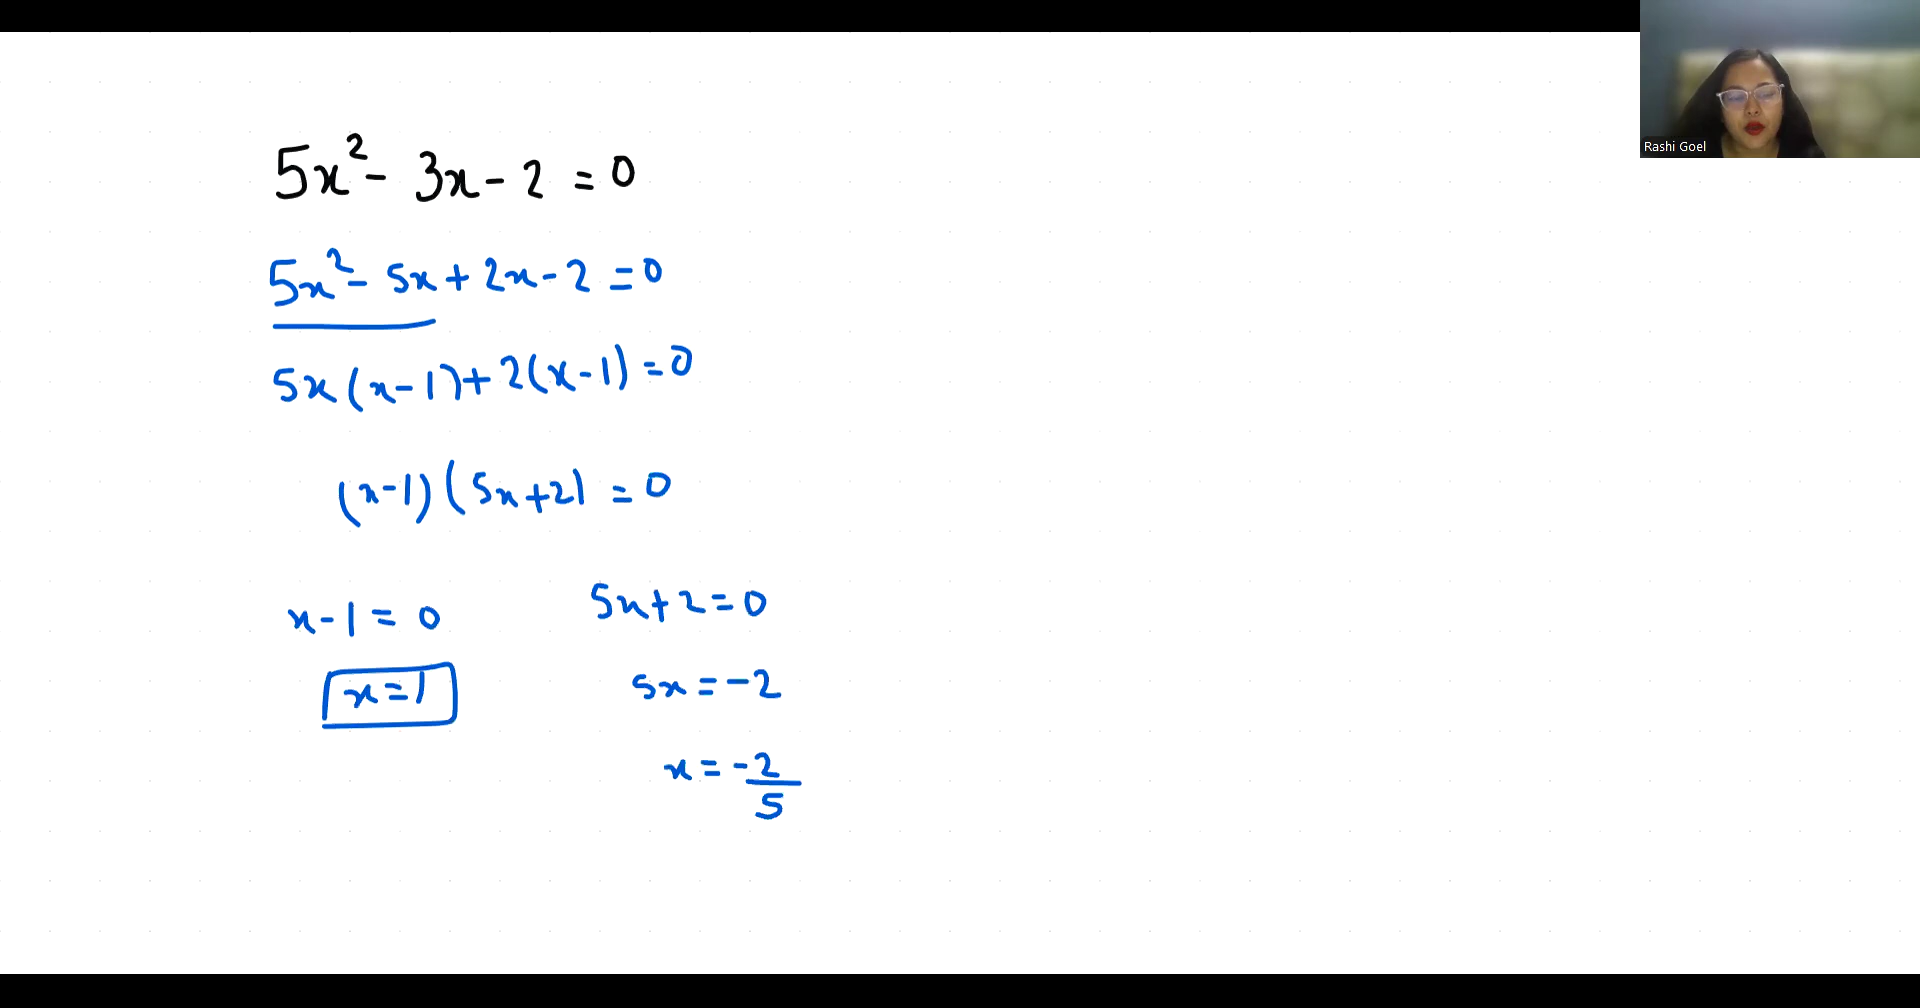 5x² - 3x - 2 = 0
5x² - 5x + 2x - 2 = 0
5x(x-1) + 2(x-1) = 0
(x-1)(5x+2) = 0
x - 1 = 0
5x + 2 = 0
x = 1
5x = -2
x = -2/5
Rashi Goel